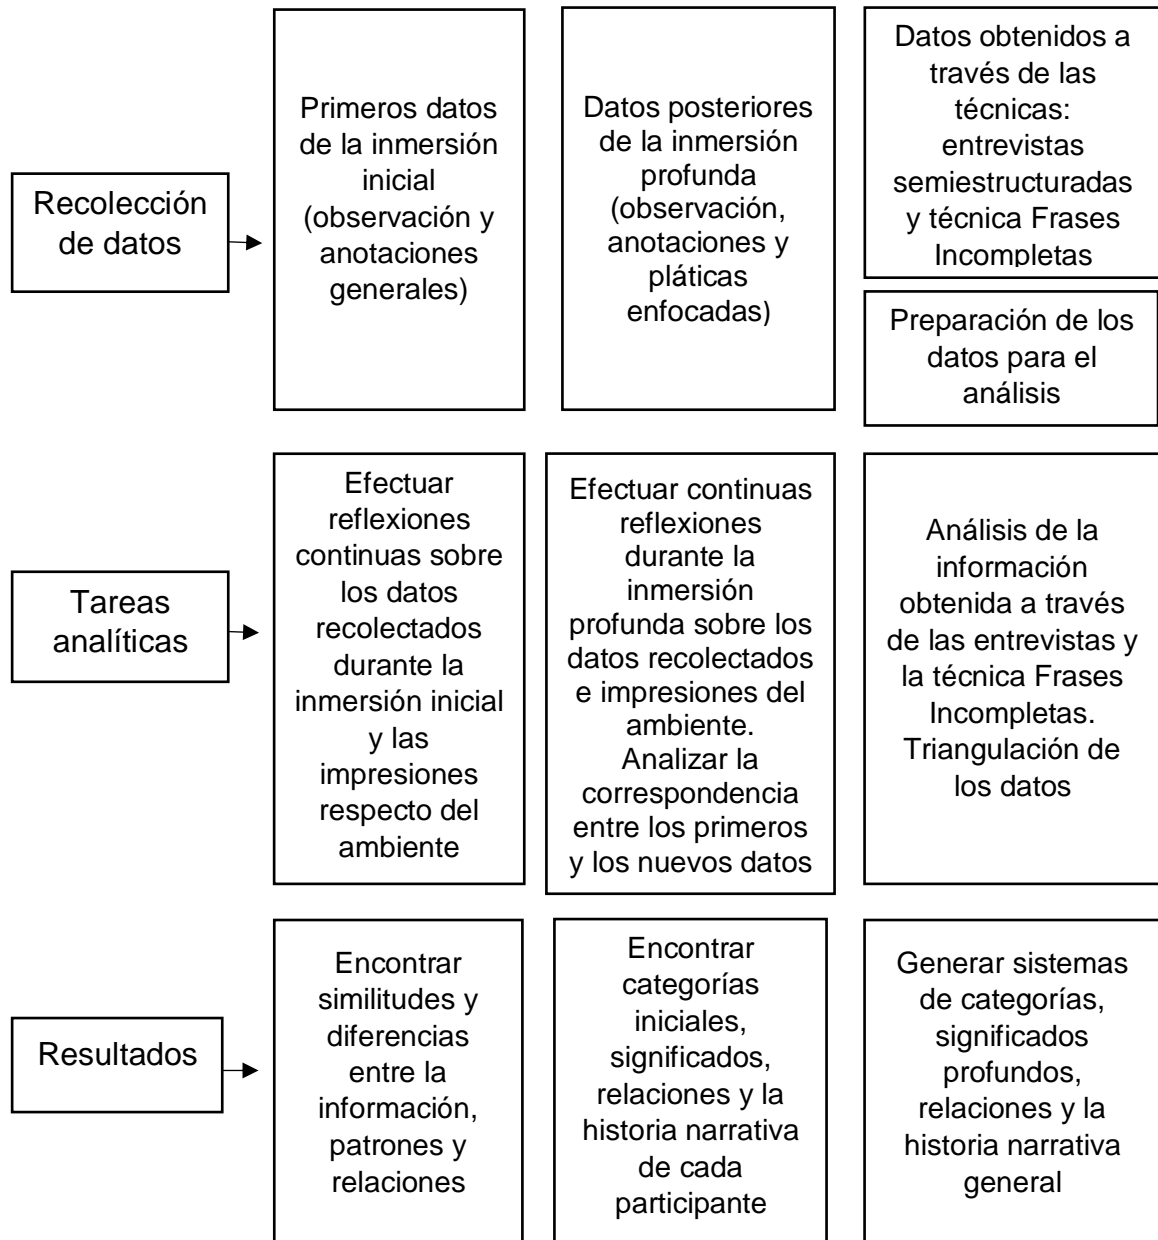 Recolección
de datos
Primeros datos
de la inmersión
inicial
(observación y
anotaciones
generales)
Datos posteriores
de la inmersión
profunda
(observación,
anotaciones y
pláticas
enfocadas)
Datos obtenidos a
través de las
técnicas:
entrevistas
semiestructuradas
y técnica Frases
Incompletas
Preparación de los
datos para el
análisis
Tareas
analíticas
Efectuar
reflexiones
continuas sobre
los datos
recolectados
durante la
inmersión inicial
y las
impresiones
respecto del
ambiente
Efectuar continuas
reflexiones
durante la
inmersión
profunda sobre los
datos recolectados
e impresiones del
ambiente.
Analizar la
correspondencia
entre los primeros
y los nuevos datos
Análisis de la
información
obtenida a través
de las entrevistas y
la técnica Frases
Incompletas.
Triangulación de
los datos
Resultados
Encontrar
similitudes y
diferencias
entre la
información,
patrones y
relaciones
Encontrar
categorías
iniciales,
significados,
relaciones y la
historia narrativa
de cada
participante
Generar sistemas
de categorías,
significados
profundos,
relaciones y la
historia narrativa
general